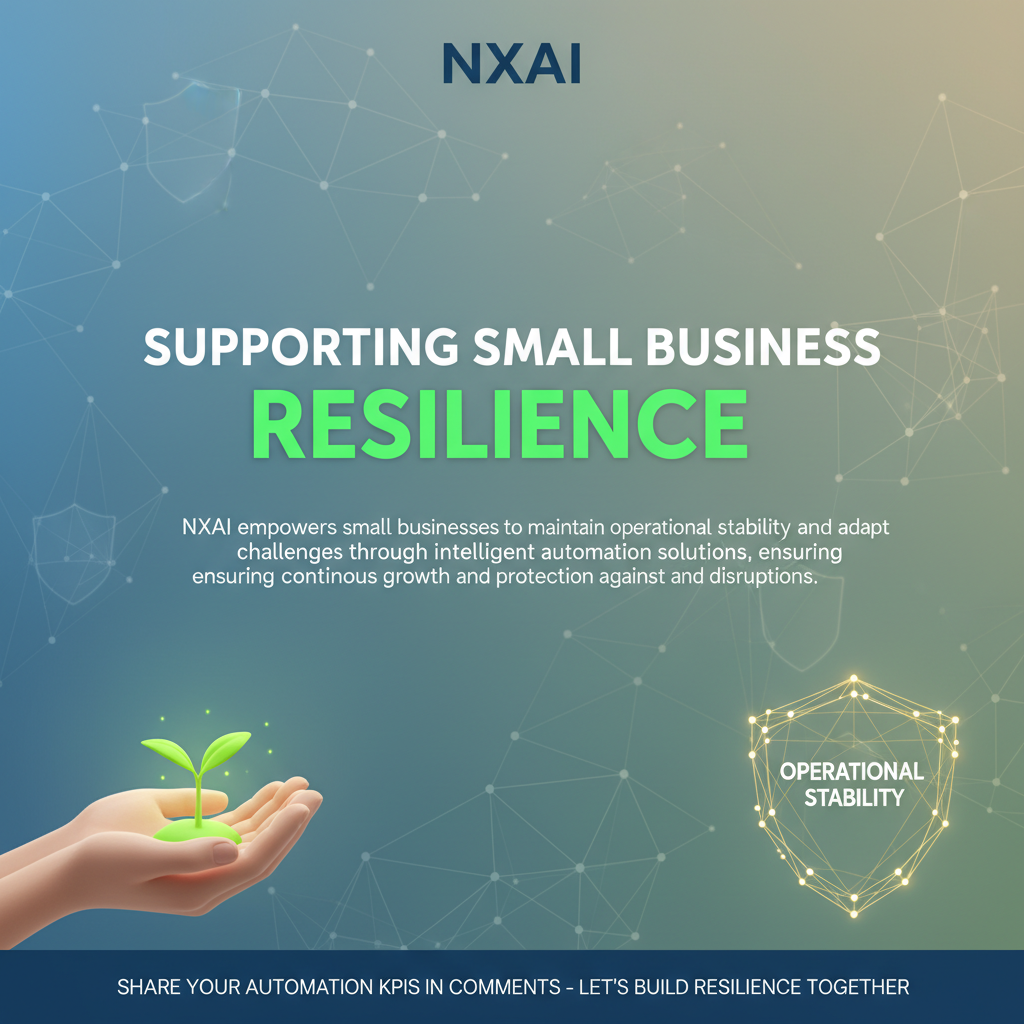 NXAI
SUPPORTING SMALL BUSINESS
RESILIENCE
NXAI empowers small businesses to maintain operational stability and adapt
challenges through intelligent automation solutions, ensuring
ensuring continous growth and protection against and disruptions.
OPERATIONAL
STABILITY
SHARE YOUR AUTOMATION KPIS IN COMMENTS - LET'S BUILD RESILIENCE TOGETHER